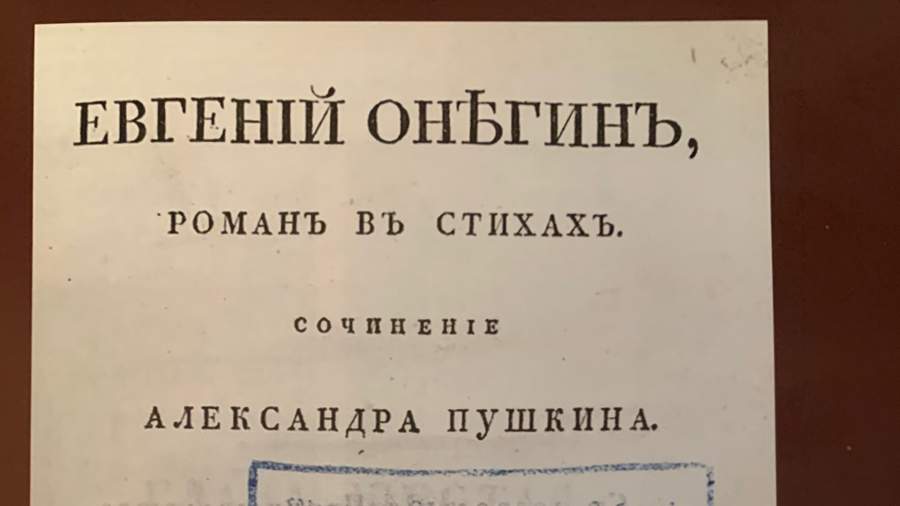 ЕВГЕНІЙ ОНѢГИНЪ,
РОМАНЪ ВЪ СТИХАХЪ.
СОЧИНЕНІЕ
АЛЕКСАНДРА ПУШКИНА.